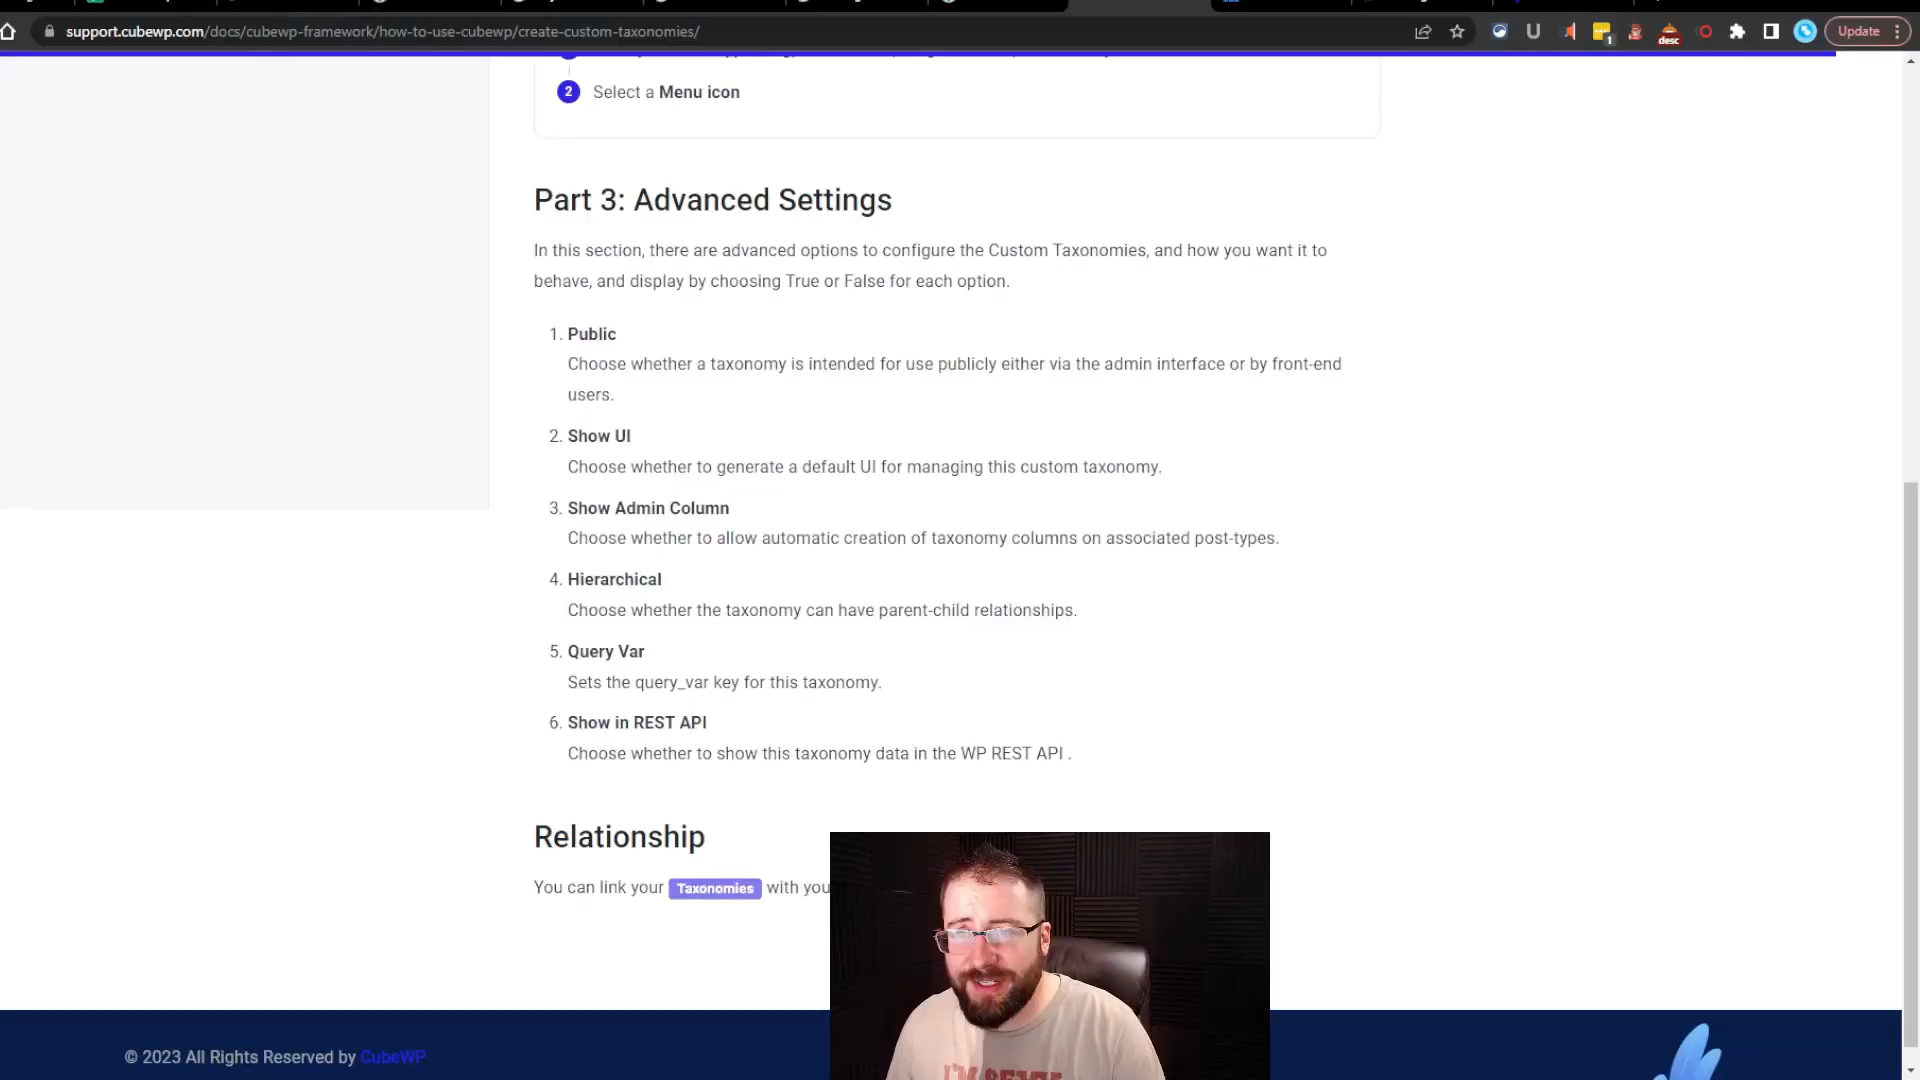 support.cubewp.com/docs/cubewp-framework/how-to-use-cubewp/create-custom-taxonomies/
1
desc
Update
2 Select a Menu icon
Part 3: Advanced Settings
In this section, there are advanced options to configure the Custom Taxonomies, and how you want it to
behave, and display by choosing True or False for each option.
1. Public
Choose whether a taxonomy is intended for use publicly either via the admin interface or by front-end
users.
2. Show UI
Choose whether to generate a default UI for managing this custom taxonomy.
3. Show Admin Column
Choose whether to allow automatic creation of taxonomy columns on associated post-types.
4. Hierarchical
Choose whether the taxonomy can have parent-child relationships.
5. Query Var
Sets the query_var key for this taxonomy.
6. Show in REST API
Choose whether to show this taxonomy data in the WP REST API .
Relationship
You can link your Taxonomies with you
© 2023 All Rights Reserved by CubeWP